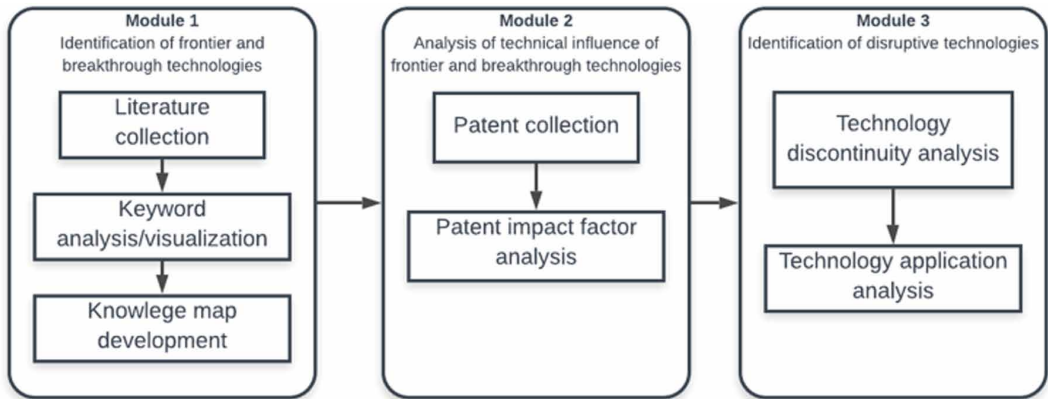 Module 1
Identification of frontier and
breakthrough technologies
Literature
collection
Keyword
analysis/visualization
Knowlege map
development
Module 2
Analysis of technical influence of
frontier and breakthrough technologies
Patent collection
Patent impact factor
analysis
Module 3
Identification of disruptive technologies
Technology
discontinuity analysis
Technology application
analysis